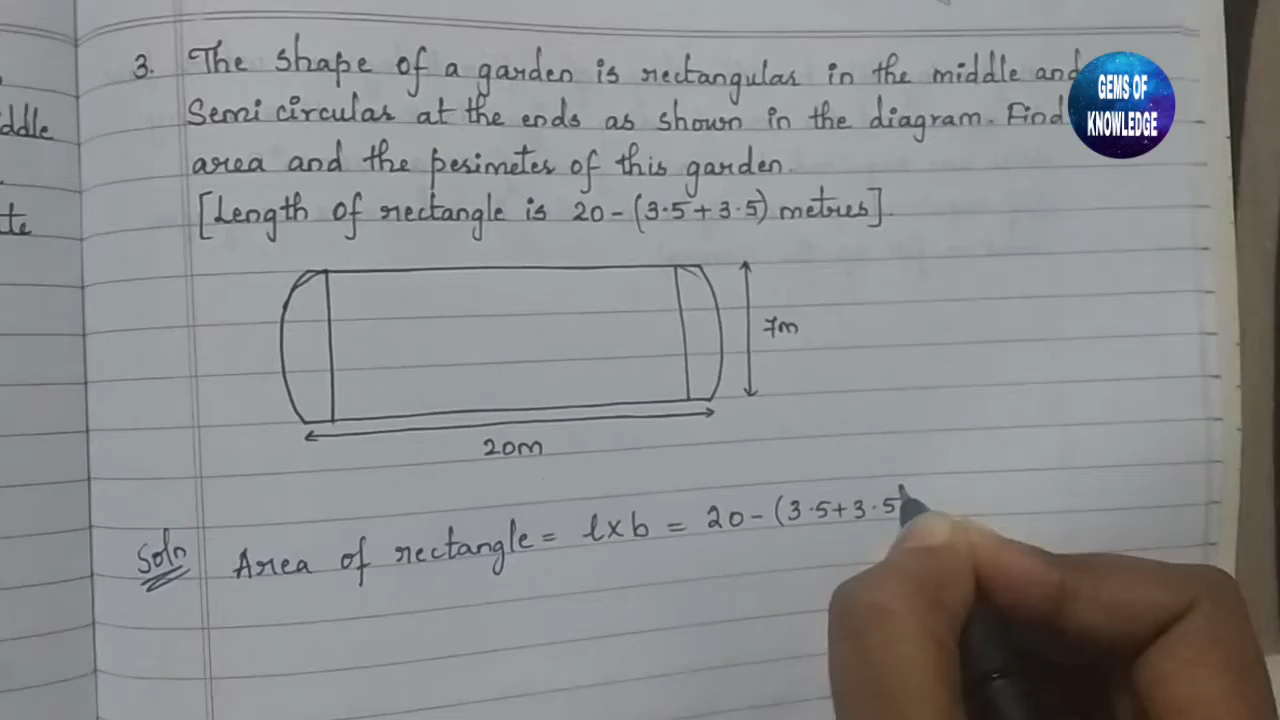 3. The shape of a garden is rectangular in the middle and
Semi circular at the ends as shown in the diagram. Find
area and the perimeter of this garden.
[Length of rectangle is 20-(3.5+3.5) metres].
GEMS OF
KNOWLEDGE
ddle
te
7m
20m
Soln Area of rectangle = l×b = 20-(3.5+3.5)